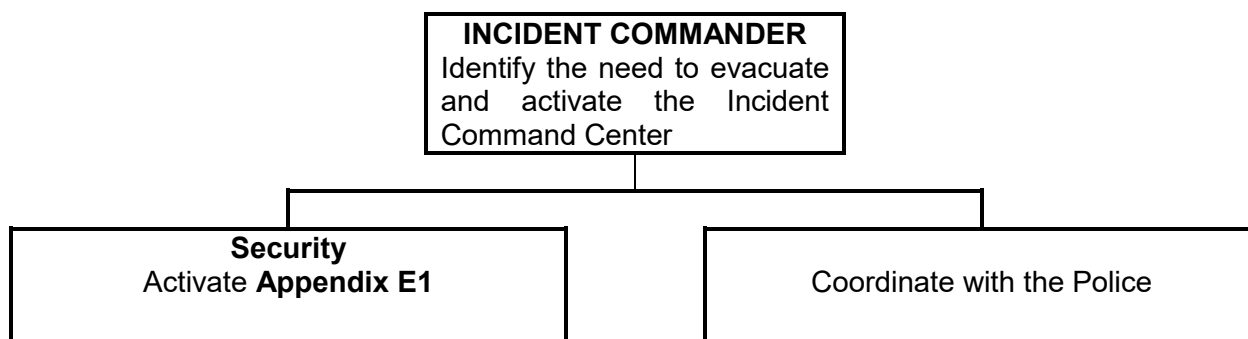 INCIDENT COMMANDER
Identify the need to evacuate
and activate the Incident
Command Center
Security
Activate Appendix E1
Coordinate with the Police